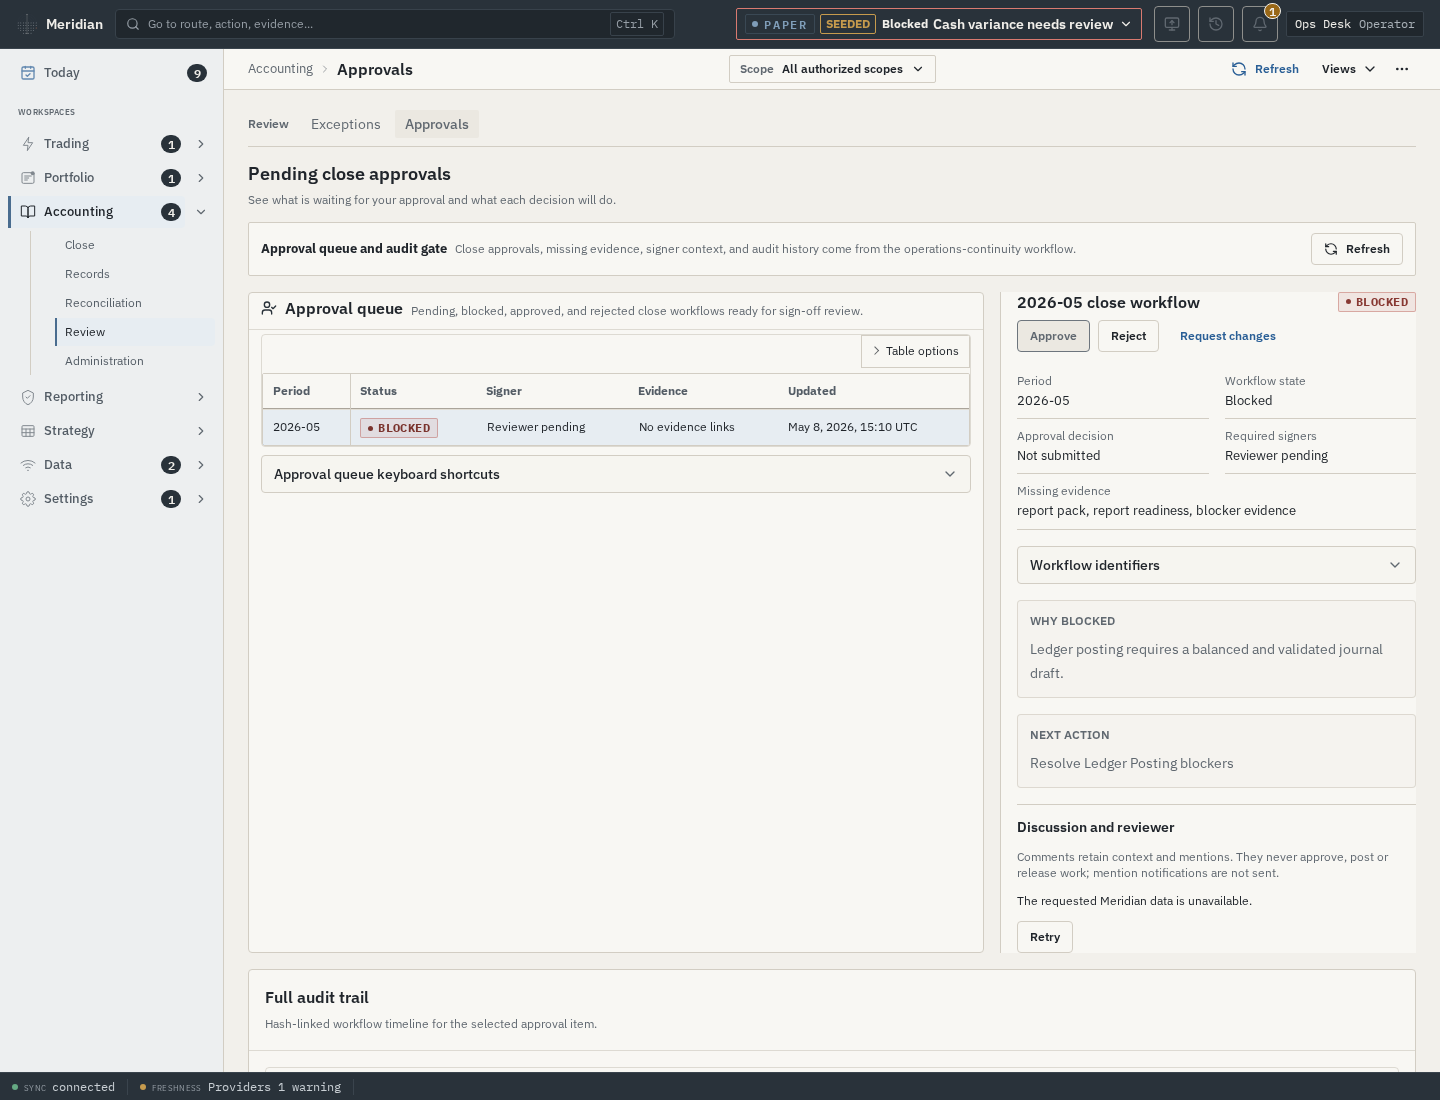 Meridian
Go to route, action, evidence...
Ctrl K
PAPER
SEEDED
Blocked Cash variance needs review
1
Ops Desk Operator
Today
9
WORKSPACES
Trading
1
Portfolio
1
Accounting
4
Close
Records
Reconciliation
Review
Administration
Reporting
Strategy
Data
2
Settings
1
Accounting
Approvals
Scope All authorized scopes
Refresh
Views
Review
Exceptions
Approvals
Pending close approvals
See what is waiting for your approval and what each decision will do.
Approval queue and audit gate Close approvals, missing evidence, signer context, and audit history come from the operations-continuity workflow.
Refresh
Approval queue Pending, blocked, approved, and rejected close workflows ready for sign-off review.
Table options
Period Status Signer Evidence Updated
2026-05 BLOCKED Reviewer pending No evidence links May 8, 2026, 15:10 UTC
Approval queue keyboard shortcuts
2026-05 close workflow
BLOCKED
Approve Reject Request changes
Period Workflow state
2026-05 Blocked
Approval decision Required signers
Not submitted Reviewer pending
Missing evidence
report pack, report readiness, blocker evidence
Workflow identifiers
WHY BLOCKED
Ledger posting requires a balanced and validated journal
draft.
NEXT ACTION
Resolve Ledger Posting blockers
Discussion and reviewer
Comments retain context and mentions. They never approve, post or
release work; mention notifications are not sent.
The requested Meridian data is unavailable.
Retry
Full audit trail
Hash-linked workflow timeline for the selected approval item.
SYNC connected
FRESHNESS Providers 1 warning